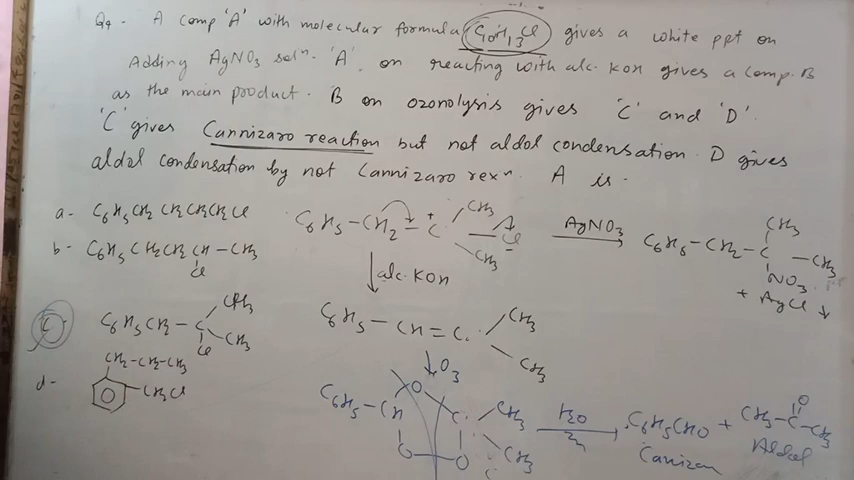 Q9- A comp 'A' with molecular formula C10H13Cl gives a white ppt on
Adding AgNO3 solⁿ. 'A' on reacting with alc. KOH gives a comp. B
as the main product. B on ozonolysis gives 'C' and 'D'.
'C' gives Cannizaro reaction but not aldol condensation. D gives
aldol condensation by not Cannizaro rexⁿ. A is.
a- C6H5CH2 CH2CH2CH2Cl
b- C6H5 CH2CH2 CH - CH3
Cl
C
C6H5CH2 - C
CH3
CH3
Cl
d-
CH2-CH2-CH3
CH2Cl
C6H5-CH2-C
+
CH3
CH3
Cl
AgNO3
C6H5-CH2-C
CH3
CH3
NO3
+ AgCl ↓
alc. KOH
C6H5-CH=C
CH3
CH3
O3
C6H5-CH
O
C
CH3
CH3
O-O
H2O
Zn
C6H5CHO + CH3-C-CH3
O
Cannizaro
Aldol